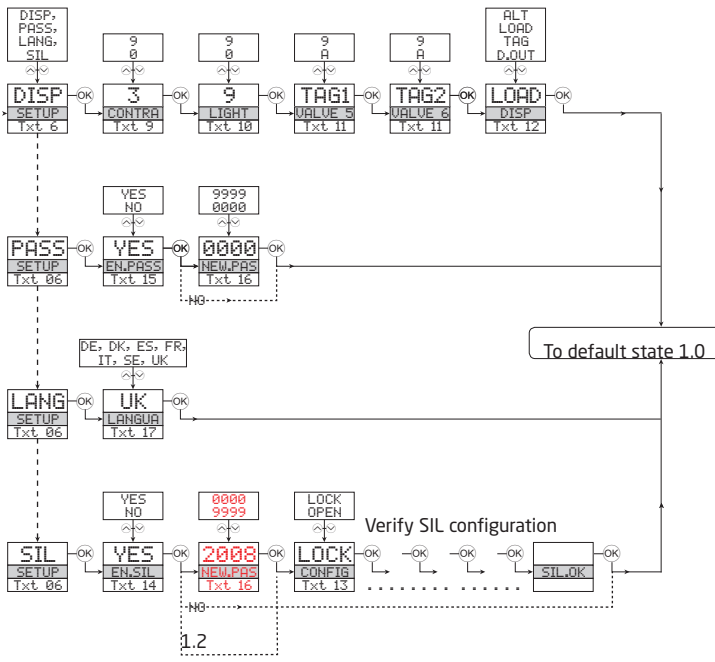 DISP,
PASS,
LANG,
SIL
9
0
9
0
9
A
9
A
ALT
LOAD
TAG
D.OUT
DISP
SETUP
Txt 6
OK
3
CONTRA
Txt 9
OK
9
LIGHT
Txt 10
OK
TAG1
VALVE 5
Txt 11
OK
TAG2
VALVE 6
Txt 11
OK
LOAD
DISP
Txt 12
OK
YES
NO
9999
0000
PASS
SETUP
Txt 06
OK
YES
EN.PASS
Txt 15
OK
0000
NEW.PAS
Txt 16
OK
NO
To default state 1.0
DE, DK, ES, FR,
IT, SE, UK
LANG
SETUP
Txt 06
OK
UK
LANGUA
Txt 17
OK
YES
NO
0000
9999
LOCK
OPEN
Verify SIL configuration
SIL
SETUP
Txt 06
OK
YES
EN.SIL
Txt 14
OK
2008
NEW.PAS
Txt 16
OK
LOCK
CONFIG
Txt 13
OK
OK
OK
OK
SIL.OK
OK
NO
1.2